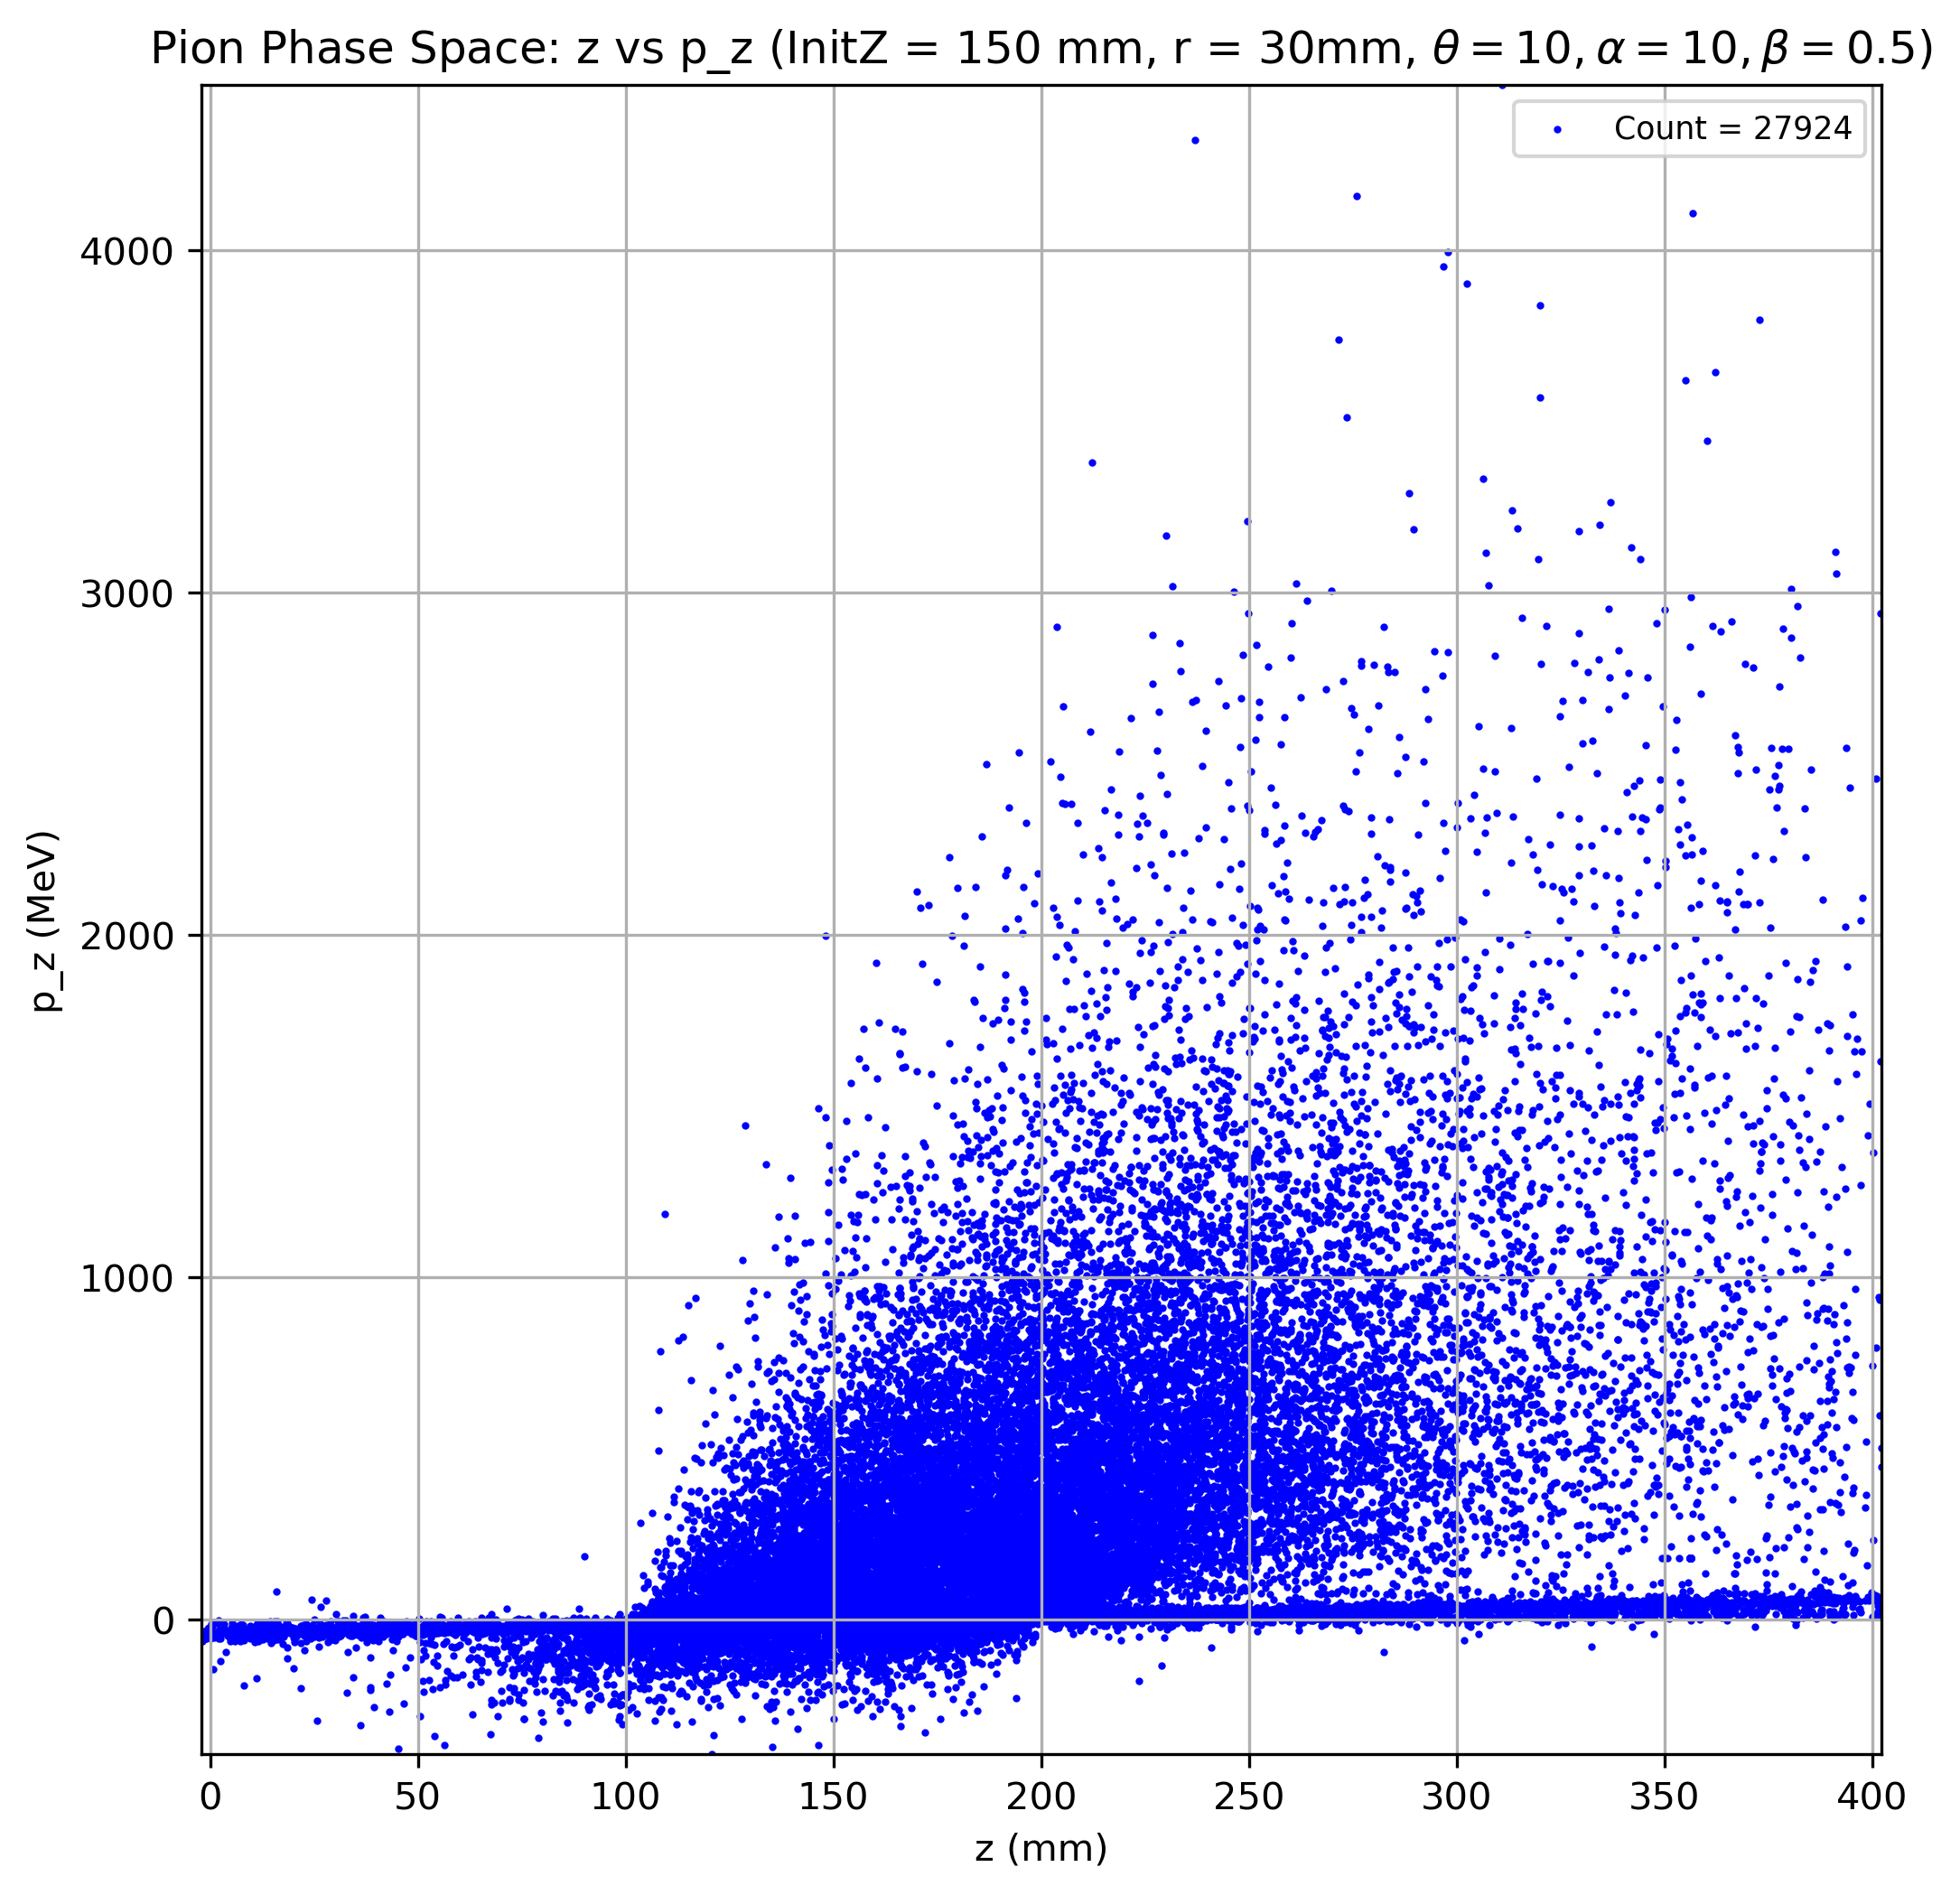 Pion Phase Space: z vs p_z (InitZ = 150 mm, r = 30mm, θ = 10, α = 10, β = 0.5)
Count = 27924
4000
3000
2000
1000
0
p_z (MeV)
0 50 100 150 200 250 300 350 400
z (mm)